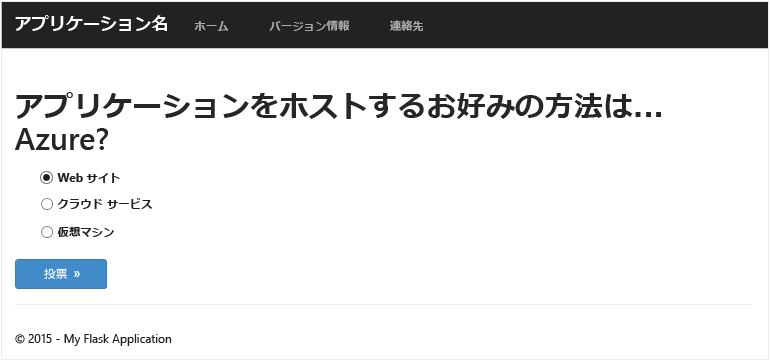 アプリケーション名 ホーム バージョン情報 連絡先
アプリケーションをホストするお好みの方法は...
Azure?
Web サイト
クラウド サービス
仮想マシン
投票 »
© 2015 - My Flask Application